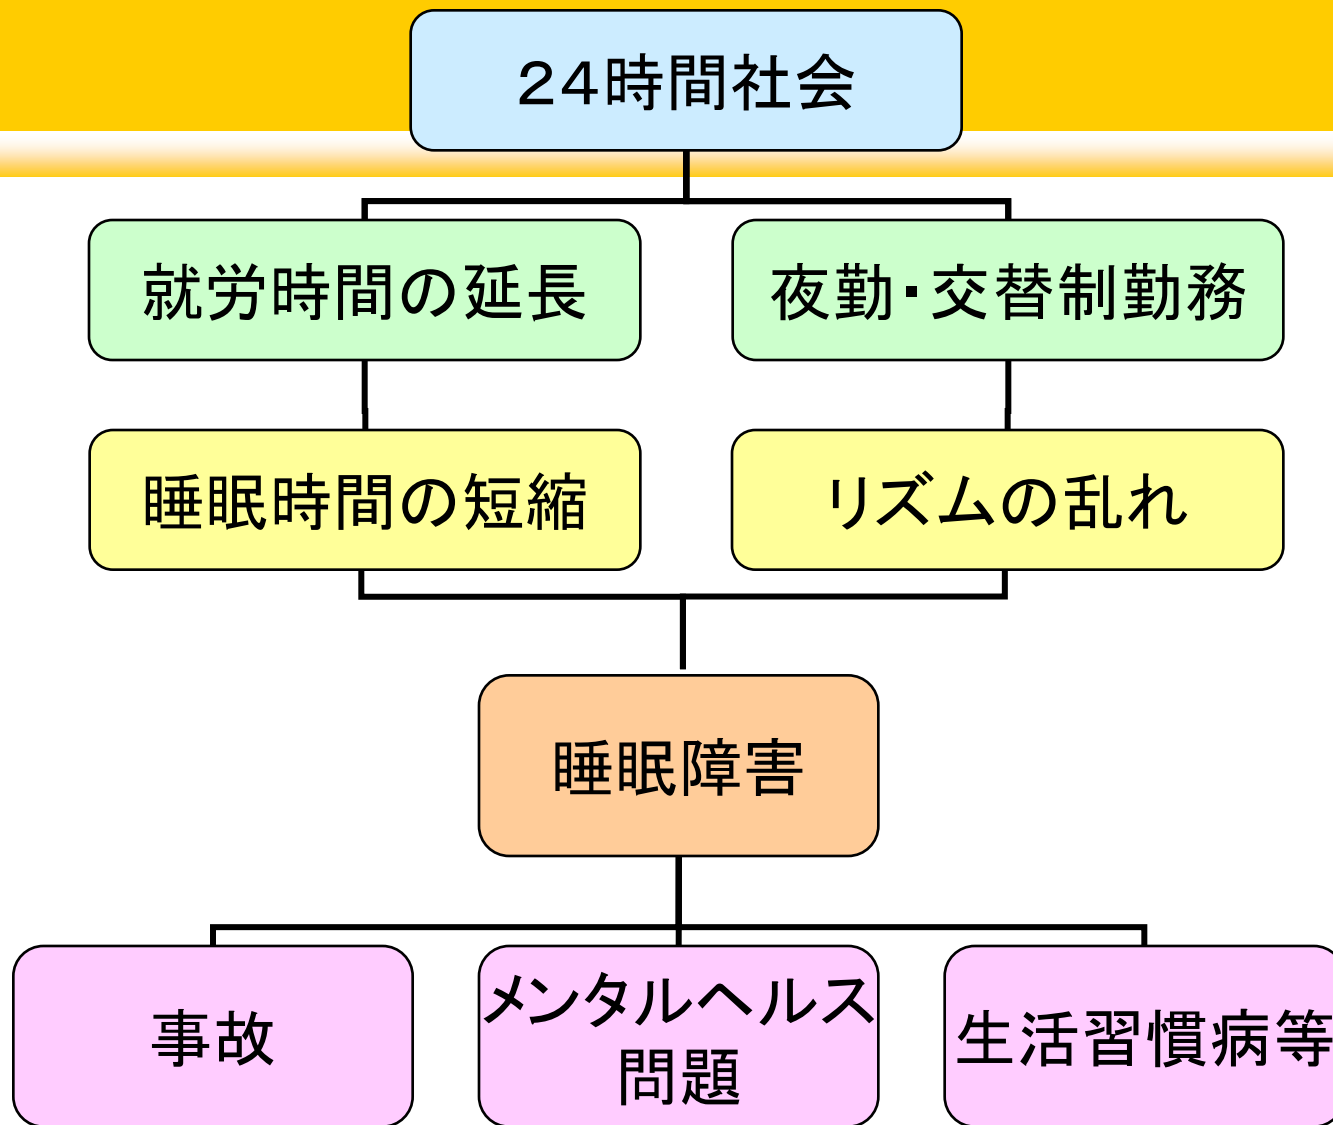 24時間社会
就労時間の延長
夜勤・交替制勤務
睡眠時間の短縮
リズムの乱れ
睡眠障害
事故
メンタルヘルス
問題
生活習慣病等